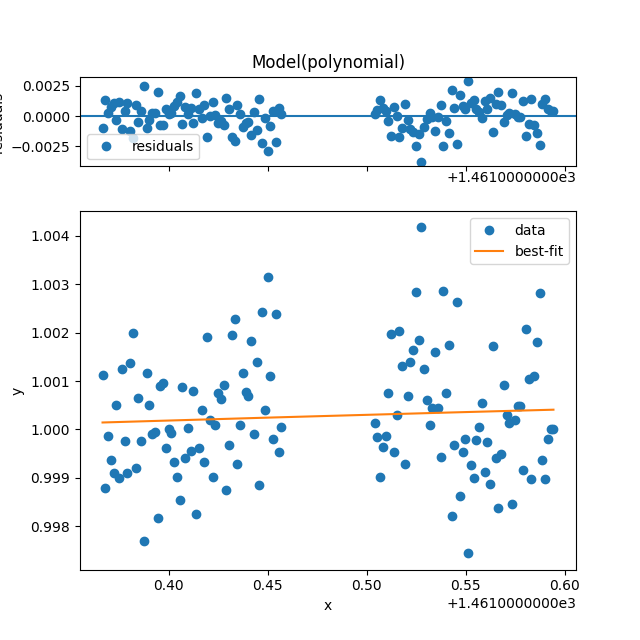 Model(polynomial)
0.0025
0.0000
−0.0025
residuals
+1.4610000000e3
1.004
1.003
1.002
1.001
1.000
0.999
0.998
y
data
best-fit
0.40 0.45 0.50 0.55 0.60
x
+1.4610000000e3